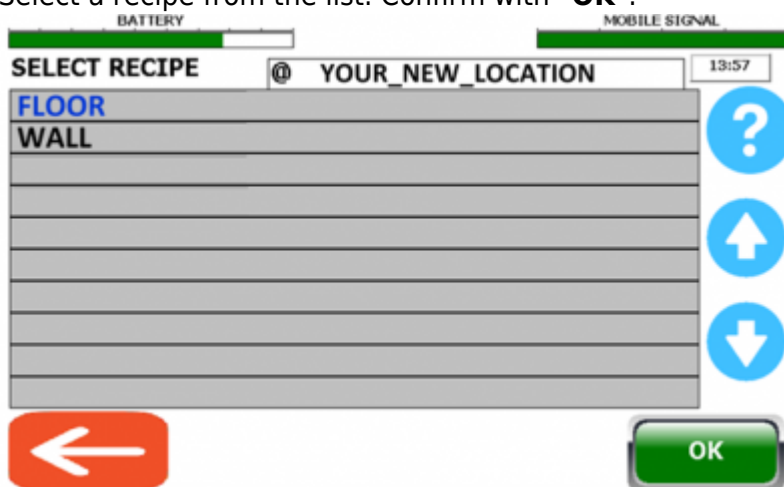 Select a recipe from the list. Confirm with "OK".
BATTERY MOBILE SIGNAL
SELECT RECIPE @ YOUR_NEW_LOCATION 13:57
FLOOR
WALL
?
OK